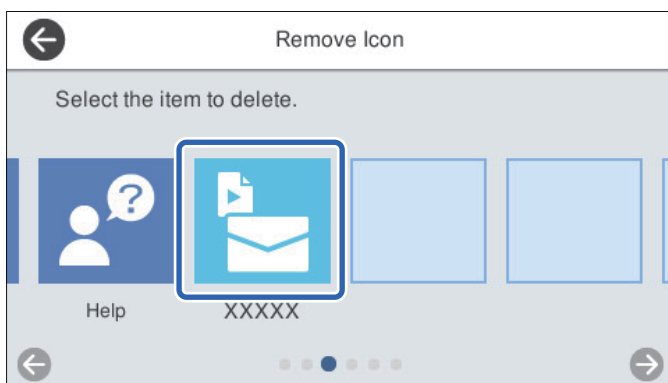 Remove Icon
Select the item to delete.
?
Help
XXXXX